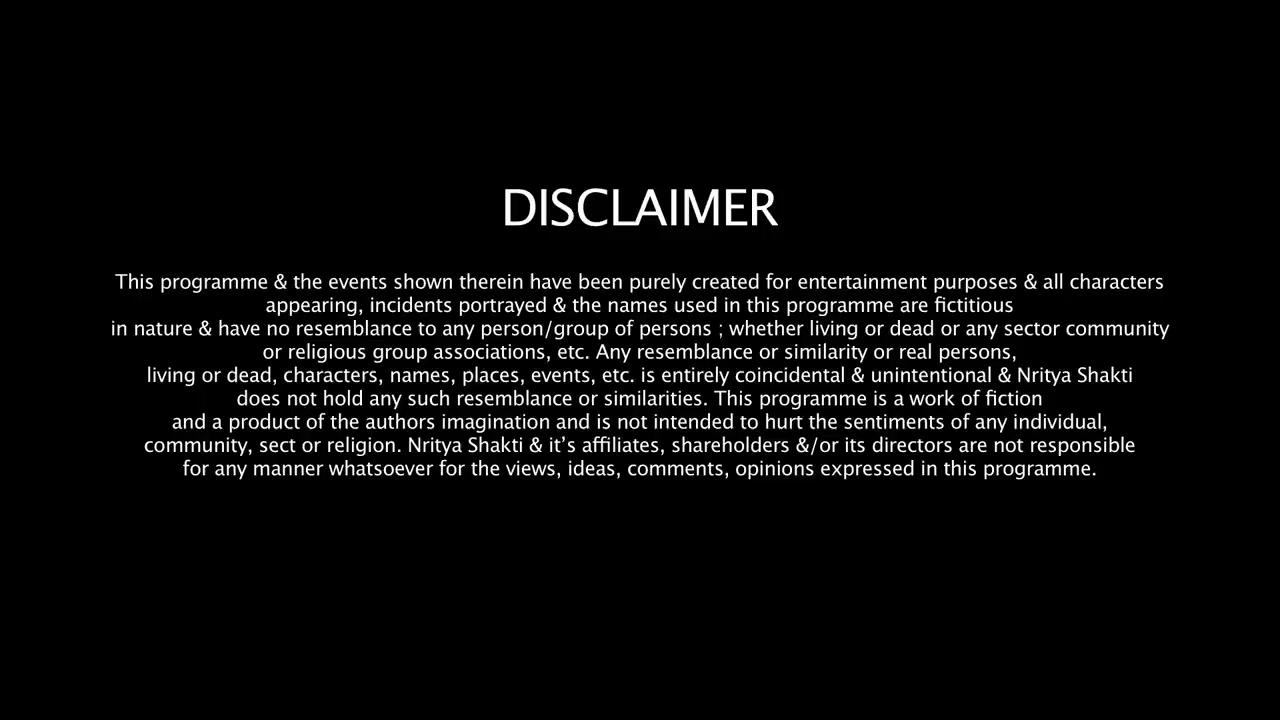 DISCLAIMER
This programme & the events shown therein have been purely created for entertainment purposes & all characters
appearing, incidents portrayed & the names used in this programme are fictitious
in nature & have no resemblance to any person/group of persons ; whether living or dead or any sector community
or religious group associations, etc. Any resemblance or similarity or real persons,
living or dead, characters, names, places, events, etc. is entirely coincidental & unintentional & Nritya Shakti
does not hold any such resemblance or similarities. This programme is a work of fiction
and a product of the authors imagination and is not intended to hurt the sentiments of any individual,
community, sect or religion. Nritya Shakti & it’s affiliates, shareholders &/or its directors are not responsible
for any manner whatsoever for the views, ideas, comments, opinions expressed in this programme.